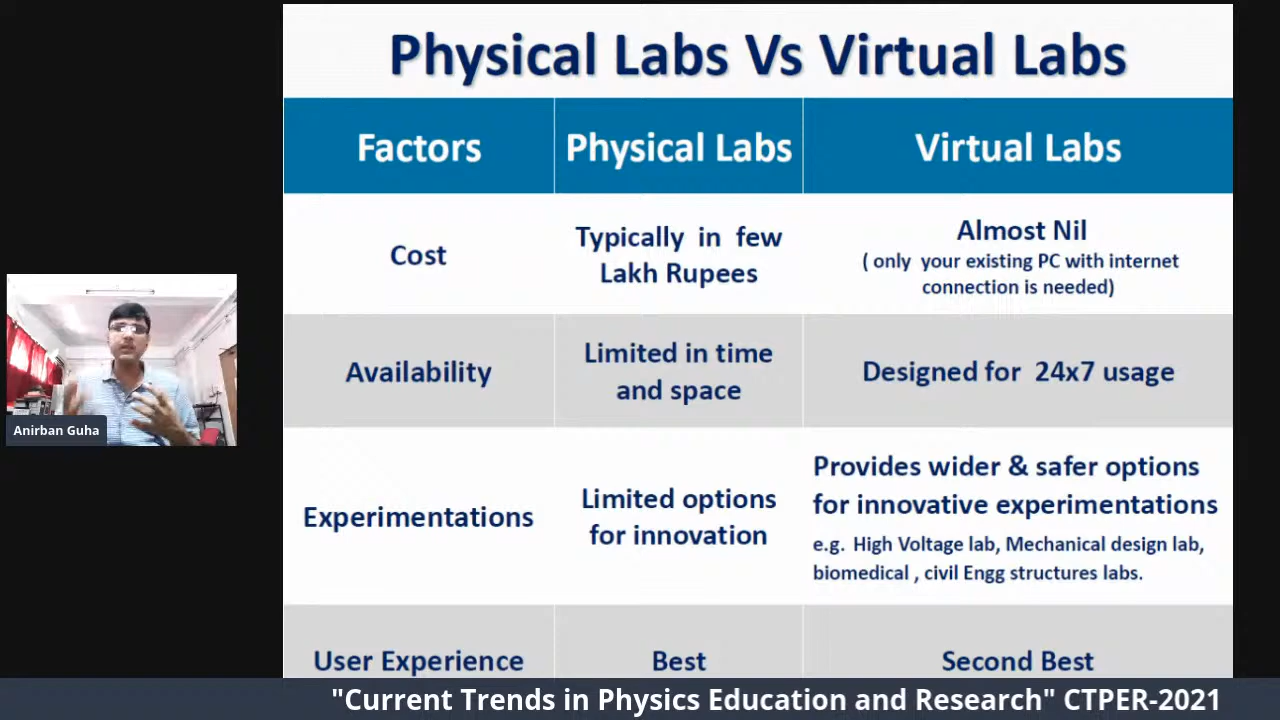 Physical Labs Vs Virtual Labs
Factors
Physical Labs
Virtual Labs
Cost
Typically in few
Lakh Rupees
Almost Nil
( only your existing PC with internet
connection is needed)
Availability
Limited in time
and space
Designed for 24x7 usage
Experimentations
Limited options
for innovation
Provides wider & safer options
for innovative experimentations
e.g. High Voltage lab, Mechanical design lab,
biomedical , civil Engg structures labs.
User Experience
Best
Second Best
Anirban Guha
"Current Trends in Physics Education and Research" CTPER-2021